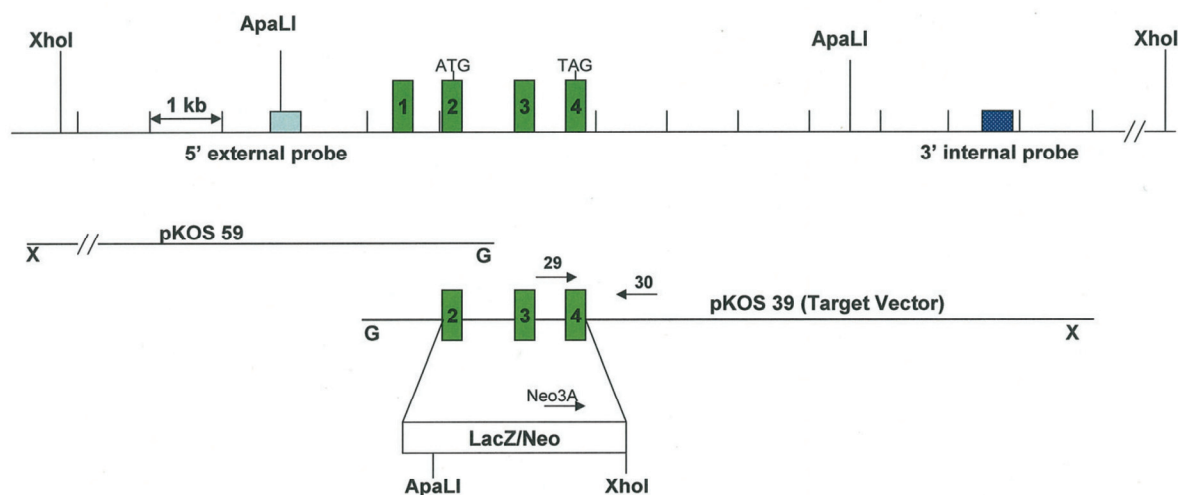 XhoI ApaLI ApaLI XhoI
ATG TAG
1 kb 1 2 3 4
5’ external probe 3’ internal probe
pKOS 59
X G
29
30
2 3 4 pKOS 39 (Target Vector)
G X
Neo3A
LacZ/Neo
ApaLI XhoI